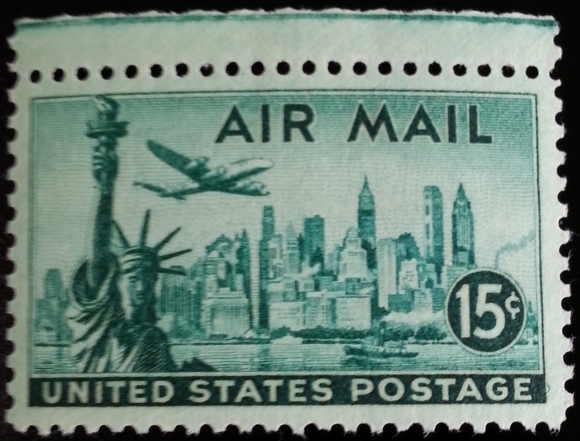 AIR MAIL
15¢
UNITED STATES POSTAGE